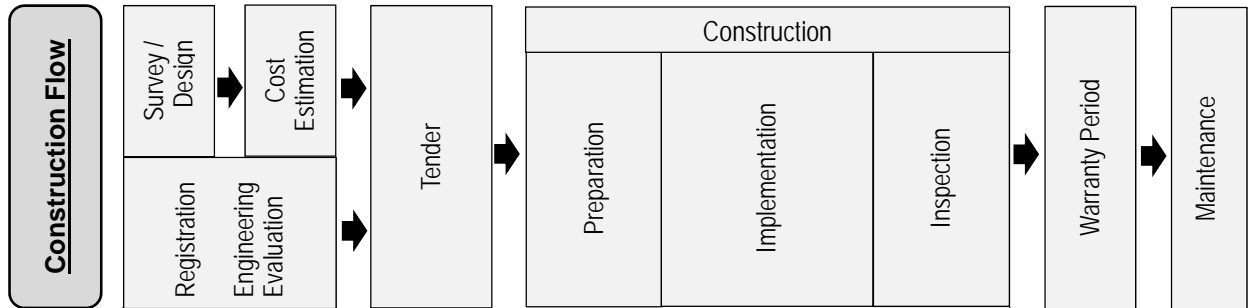 Construction Flow
Survey /
Design
Cost
Estimation
Registration
Engineering
Evaluation
Tender
Construction
Preparation
Implementation
Inspection
Warranty Period
Maintenance